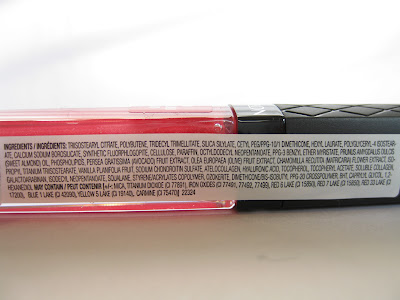 INGREDIENTS / INGRÉDIENTS: TRIISOSTEARYL CITRATE, POLYBUTENE, TRIDECYL TRIMELLITATE, SILICA SILYLATE, CETYL PEG/PPG-10/1 DIMETHICONE, HEXYL LAURATE, POLYGLYCERYL-4 ISOSTEAR-
ATE, CALCIUM SODIUM BOROSILICATE, SYNTHETIC FLUORPHLOGOPITE, CELLULOSE, PARAFFIN, OCTYLDODECYL NEOPENTANOATE, PPG-3 BENZYL ETHER MYRISTATE, PRUNUS AMYGDALUS DULCIS
(SWEET ALMOND) OIL, PHOSPHOLIPIDS, PERSEA GRATISSIMA (AVOCADO) FRUIT EXTRACT, OLEA EUROPAEA (OLIVE) FRUIT EXTRACT, CHAMOMILLA RECUTITA (MATRICARIA) FLOWER EXTRACT, ISO-
PROPYL TITANIUM TRIISOSTEARATE, VANILLA PLANIFOLIA FRUIT, SODIUM CHONDROITIN SULFATE, ATELOCOLLAGEN, HYALURONIC ACID, TOCOPHEROL, TOCOPHERYL ACETATE, SOLUBLE COLLAGEN,
GALACTOARABINAN, ISODECYL NEOPENTANOATE, SQUALANE, STYRENE/ACRYLATES COPOLYMER, OZOKERITE, DIMETHICONE/BIS-ISOBUTYL PPG-20 CROSSPOLYMER, BHT, CAPRYLYL GLYCOL, 1,2-
HEXANEDIOL MAY CONTAIN / PEUT CONTENIR [+/-: MICA, TITANIUM DIOXIDE (CI 77891), IRON OXIDES (CI 77491, 77492, 77499), RED 6 LAKE (CI 15850), RED 7 LAKE (CI 15850), RED 33 LAKE (CI
17200), BLUE 1 LAKE (CI 42090), YELLOW 5 LAKE (CI 19140), CARMINE (CI 75470)] 22324